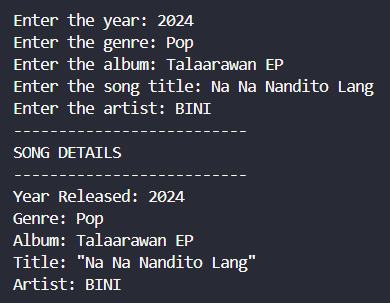 Enter the year: 2024
Enter the genre: Pop
Enter the album: Talaarawan EP
Enter the song title: Na Na Nandito Lang
Enter the artist: BINI
--------------------------
SONG DETAILS
--------------------------
Year Released: 2024
Genre: Pop
Album: Talaarawan EP
Title: "Na Na Nandito Lang"
Artist: BINI